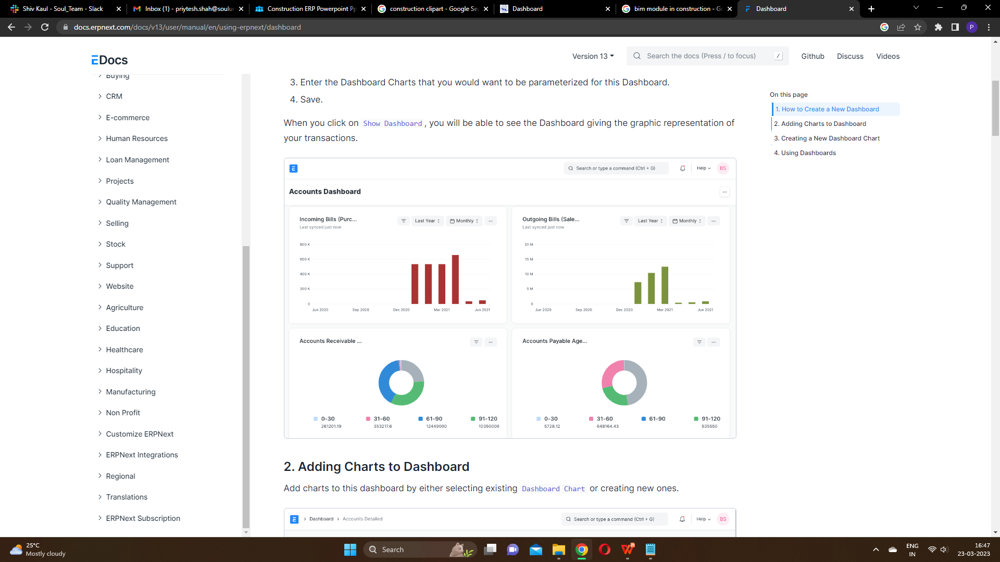 Shiv Kaul - Soul_Team - Slack
Inbox (1) - priytesh.shah@soulu
Construction ERP Powerpoint Pp
construction clipart - Google Se
Dashboard
bim module in construction - Go
Dashboard
docs.erpnext.com/docs/v13/user/manual/en/using-erpnext/dashboard
P
Docs
Version 13
Search the docs (Press / to focus)
/
Github
Discuss
Videos
Buying
CRM
E-commerce
Human Resources
Loan Management
Projects
Quality Management
Selling
Stock
Support
Website
Agriculture
Education
Healthcare
Hospitality
Manufacturing
Non Profit
Customize ERPNext
ERPNext Integrations
Regional
Translations
ERPNext Subscription
3. Enter the Dashboard Charts that you would want to be parameterized for this Dashboard.
4. Save.
When you click on Show Dashboard , you will be able to see the Dashboard giving the graphic representation of
your transactions.
Search or type a command (Ctrl + G)
Help
BS
Accounts Dashboard
Incoming Bills (Purc...
Last synced just now
Last Year
Monthly
800 K
600 K
400 K
200 K
0
Jun 2020
Sep 2020
Dec 2020
Mar 2021
Jun 2021
Outgoing Bills (Sale...
Last synced just now
Last Year
Monthly
20 M
15 M
10 M
5 M
0
Jun 2020
Sep 2020
Dec 2020
Mar 2021
Jun 2021
Accounts Receivable ...
0-30
261201.19
31-60
353217.6
61-90
12449000
91-120
10350000
Accounts Payable Age...
0-30
5728.12
31-60
648164.43
61-90
91-120
535550
2. Adding Charts to Dashboard
Add charts to this dashboard by either selecting existing Dashboard Chart or creating new ones.
Dashboard
Accounts Detailed
Search or type a command (Ctrl + G)
Help
BS
On this page
1. How to Create a New Dashboard
2. Adding Charts to Dashboard
3. Creating a New Dashboard Chart
4. Using Dashboards
25°C
Mostly cloudy
Search
ENG
IN
16:47
23-03-2023